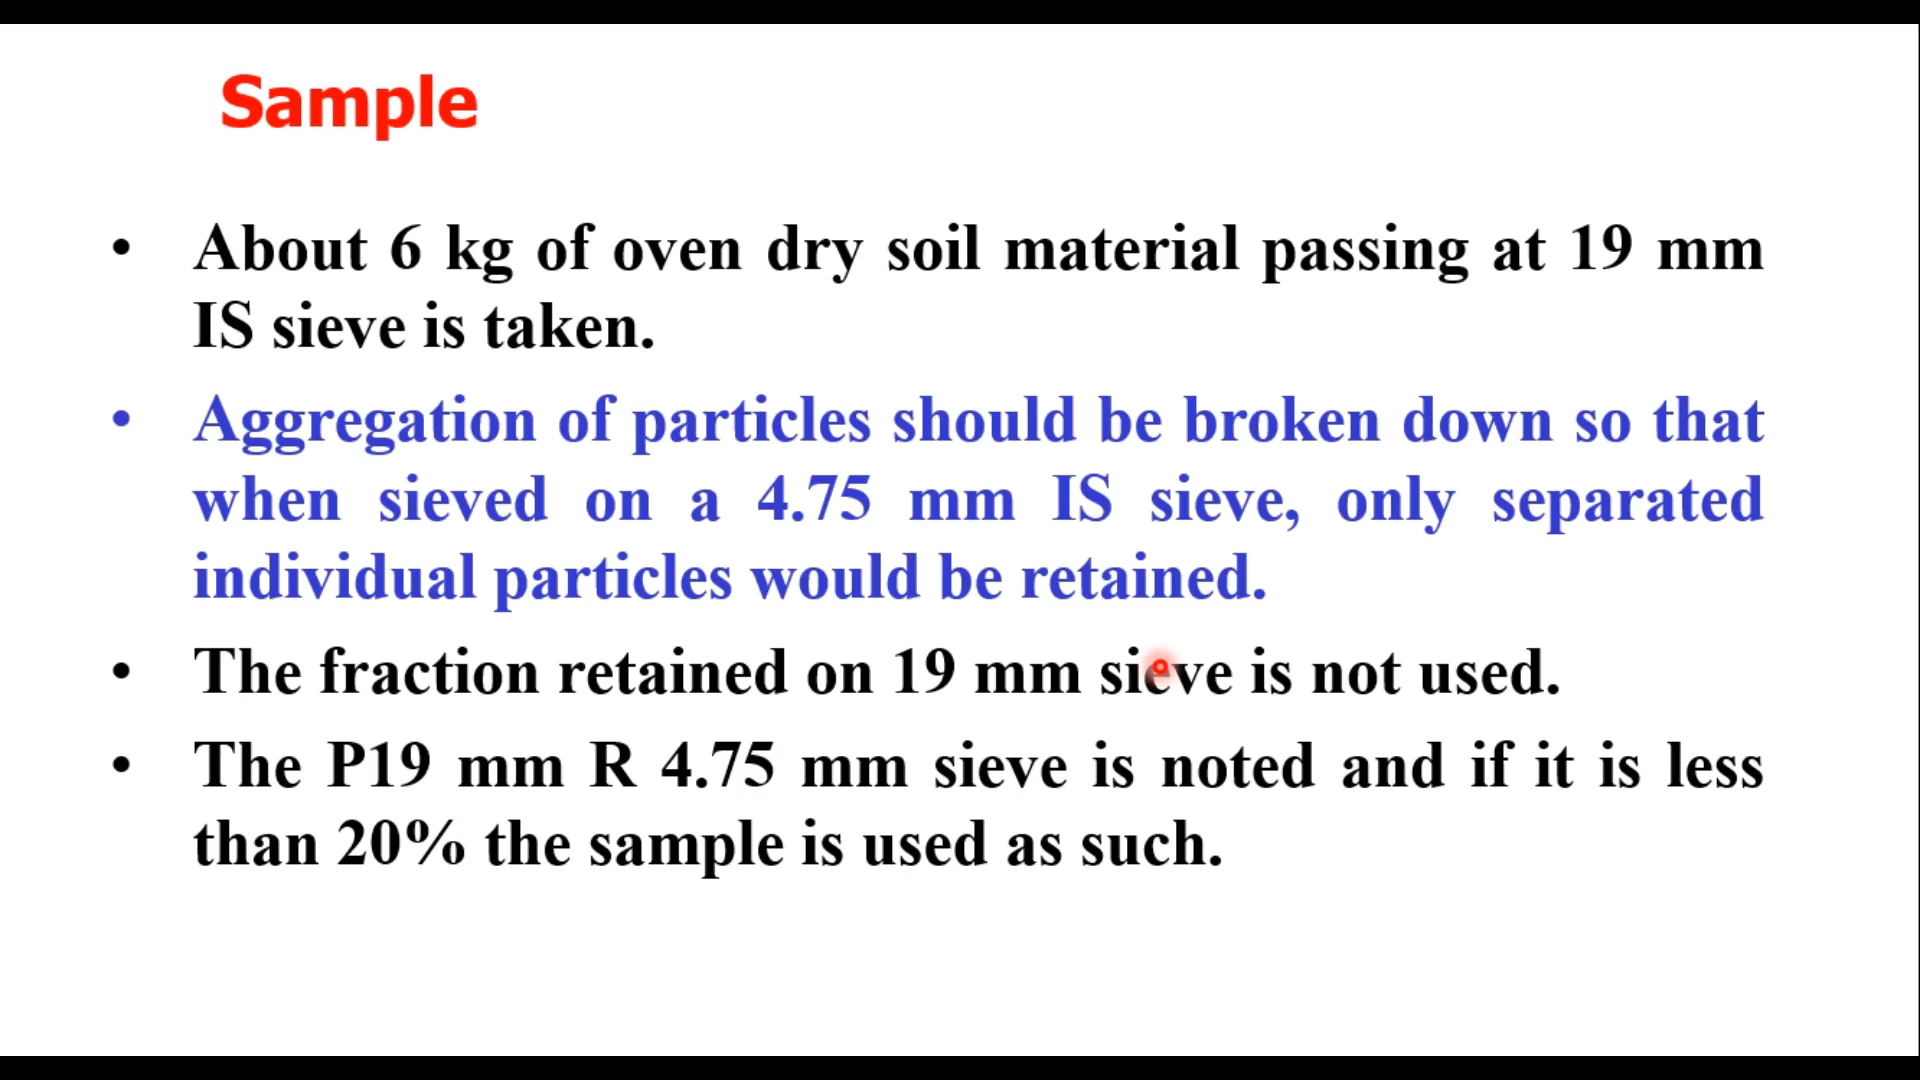 Sample
• About 6 kg of oven dry soil material passing at 19 mm
IS sieve is taken.
• Aggregation of particles should be broken down so that
when sieved on a 4.75 mm IS sieve, only separated
individual particles would be retained.
• The fraction retained on 19 mm sieve is not used.
• The P19 mm R 4.75 mm sieve is noted and if it is less
than 20% the sample is used as such.